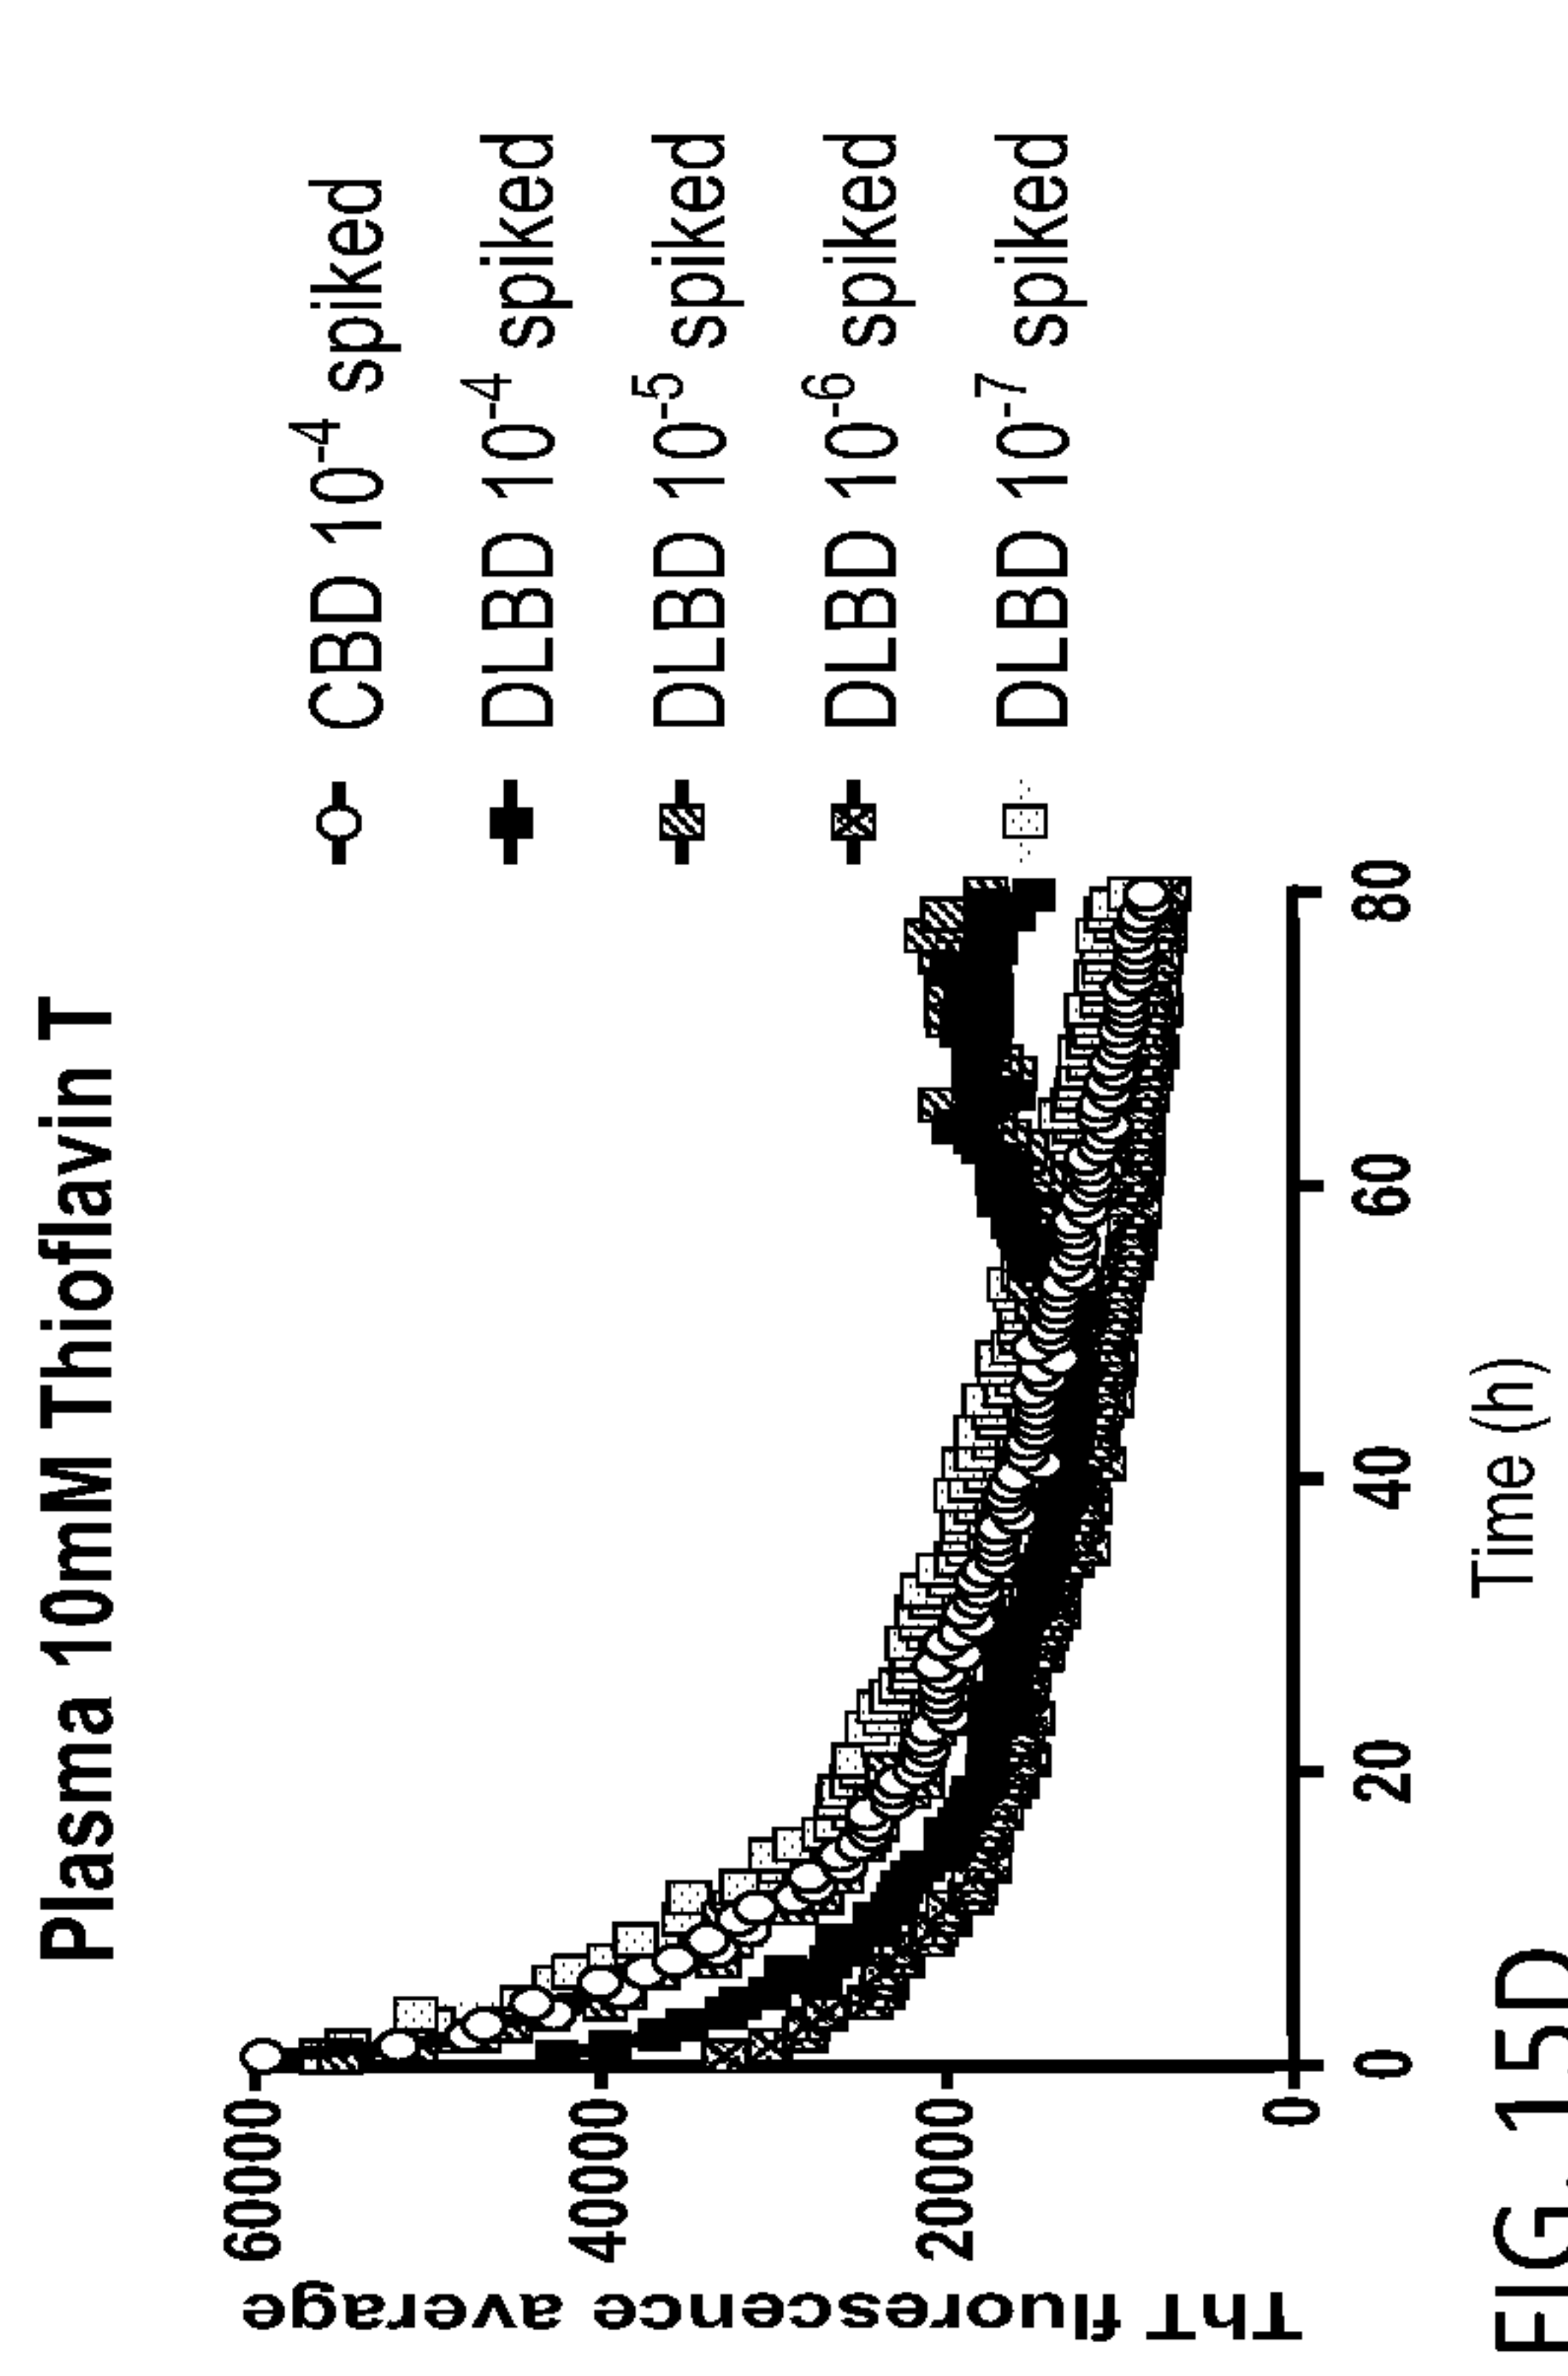 Plasma 10mM Thioflavin T
CBD 10⁻⁴ spiked
DLBD 10⁻⁴ spiked
DLBD 10⁻⁵ spiked
DLBD 10⁻⁶ spiked
DLBD 10⁻⁷ spiked
ThT fluorescence average
60000
40000
20000
0
0 20 40 60 80
Time (h)
FIG. 15D